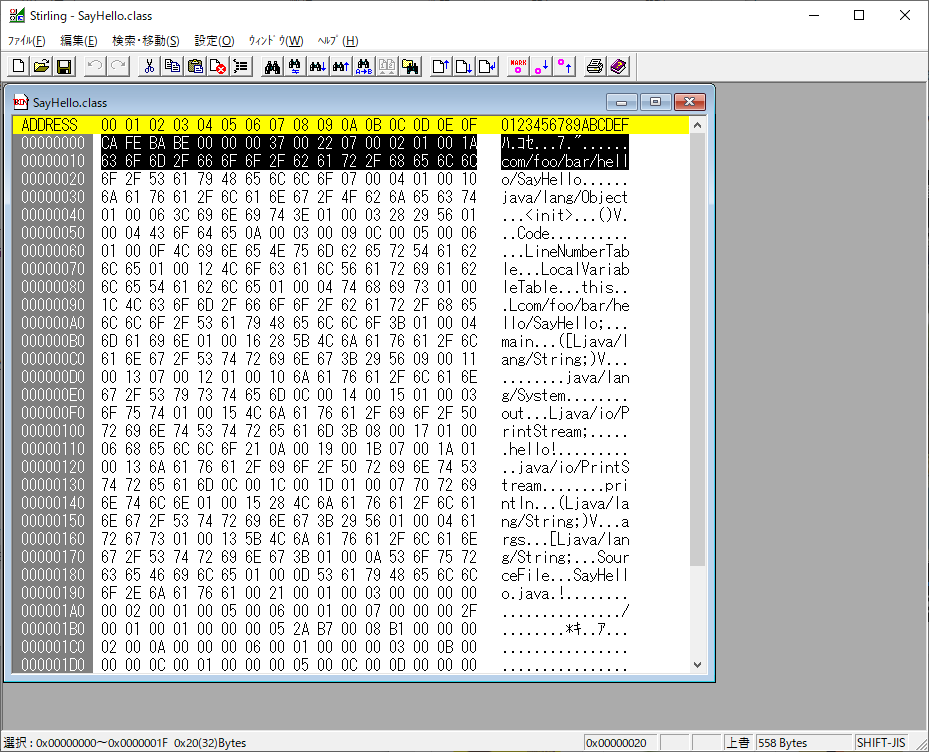 Stirling - SayHello.class
ﾌｧｲﾙ(F) 編集(E) 検索・移動(S) 設定(O) ｳｨﾝﾄﾞｳ(W) ﾍﾙﾌﾟ(H)
SayHello.class
ADDRESS 00 01 02 03 04 05 06 07 08 09 0A 0B 0C 0D 0E 0F 0123456789ABCDEF
00000000 CA FE BA BE 00 00 00 37 00 22 07 00 02 01 00 1A ﾊ.ｺｾ...7."......
00000010 63 6F 6D 2F 66 6F 6F 2F 62 61 72 2F 68 65 6C 6C com/foo/bar/hell
00000020 6F 2F 53 61 79 48 65 6C 6C 6F 07 00 04 01 00 10 o/SayHello......
00000030 6A 61 76 61 2F 6C 61 6E 67 2F 4F 62 6A 65 63 74 java/lang/Object
00000040 01 00 06 3C 69 6E 69 74 3E 01 00 03 28 29 56 01 ...<init>...()V.
00000050 00 04 43 6F 64 65 0A 00 03 00 09 0C 00 05 00 06 ..Code..........
00000060 01 00 0F 4C 69 6E 65 4E 75 6D 62 65 72 54 61 62 ...LineNumberTab
00000070 6C 65 01 00 12 4C 6F 63 61 6C 56 61 72 69 61 62 le...LocalVariab
00000080 6C 65 54 61 62 6C 65 01 00 04 74 68 69 73 01 00 leTable...this..
00000090 1C 4C 63 6F 6D 2F 66 6F 6F 2F 62 61 72 2F 68 65 .Lcom/foo/bar/he
000000A0 6C 6C 6F 2F 53 61 79 48 65 6C 6C 6F 3B 01 00 04 llo/SayHello;...
000000B0 6D 61 69 6E 01 00 16 28 5B 4C 6A 61 76 61 2F 6C main...([Ljava/l
000000C0 61 6E 67 2F 53 74 72 69 6E 67 3B 29 56 09 00 11 ang/String;)V...
000000D0 00 13 07 00 12 01 00 10 6A 61 76 61 2F 6C 61 6E ........java/lan
000000E0 67 2F 53 79 73 74 65 6D 0C 00 14 00 15 01 00 03 g/System........
000000F0 6F 75 74 01 00 15 4C 6A 61 76 61 2F 69 6F 2F 50 out...Ljava/io/P
00000100 72 69 6E 74 53 74 72 65 61 6D 3B 08 00 17 01 00 rintStream;.....
00000110 06 68 65 6C 6C 6F 21 0A 00 19 00 1B 07 00 1A 01 .hello!.........
00000120 00 13 6A 61 76 61 2F 69 6F 2F 50 72 69 6E 74 53 ..java/io/PrintS
00000130 74 72 65 61 6D 0C 00 1C 00 1D 01 00 07 70 72 69 tream........pri
00000140 6E 74 6C 6E 01 00 15 28 4C 6A 61 76 61 2F 6C 61 ntln...(Ljava/la
00000150 6E 67 2F 53 74 72 69 6E 67 3B 29 56 01 00 04 61 ng/String;)V...a
00000160 72 67 73 01 00 13 5B 4C 6A 61 76 61 2F 6C 61 6E rgs...[Ljava/lan
00000170 67 2F 53 74 72 69 6E 67 3B 01 00 0A 53 6F 75 72 g/String;...Sour
00000180 63 65 46 69 6C 65 01 00 0D 53 61 79 48 65 6C 6C ceFile...SayHell
00000190 6F 2E 6A 61 76 61 00 21 00 01 00 03 00 00 00 00 o.java.!........
000001A0 00 02 00 01 00 05 00 06 00 01 00 07 00 00 00 2F .............../
000001B0 00 01 00 01 00 00 00 05 2A B7 00 08 B1 00 00 00 ........*ｷ..ｱ...
000001C0 02 00 0A 00 00 00 06 00 01 00 00 00 03 00 0B 00 ................
000001D0 00 00 0C 00 01 00 00 00 05 00 0C 00 0D 00 00 00 ................
選択 : 0x00000000～0x0000001F 0x20(32)Bytes 0x00000020 上書 558 Bytes SHIFT-JIS